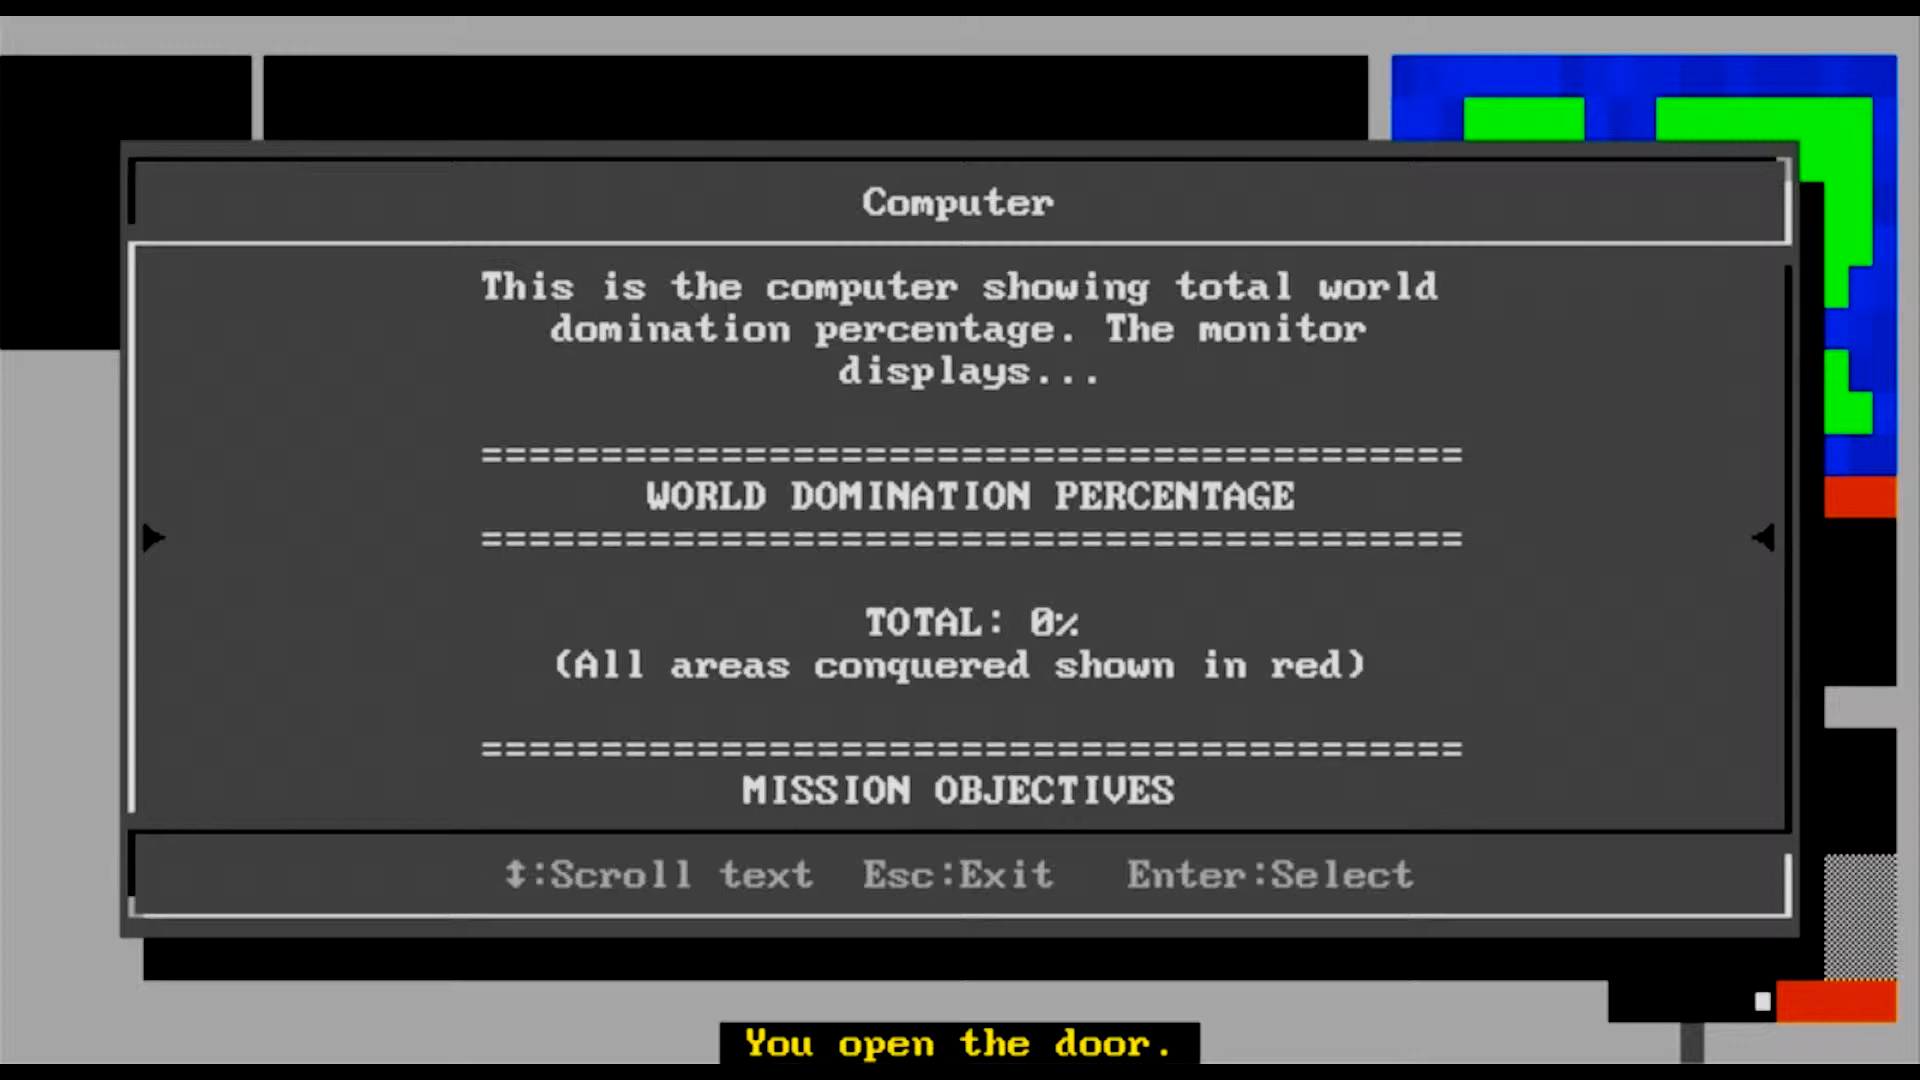 Computer
This is the computer showing total world
domination percentage. The monitor
displays...
=========================================
WORLD DOMINATION PERCENTAGE
=========================================
TOTAL: 0%
(All areas conquered shown in red)
=========================================
MISSION OBJECTIVES
↕:Scroll text  Esc:Exit   Enter:Select
You open the door.